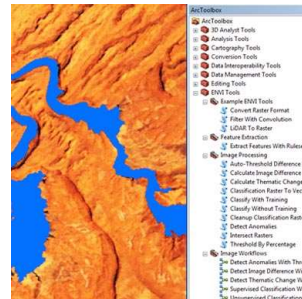 ArcToolbox
ArcToolbox
3D Analyst Tools
Analysis Tools
Cartography Tools
Conversion Tools
Data Interoperability Tools
Data Management Tools
Editing Tools
ENVI Tools
Example ENVI Tools
Convert Raster Format
Filter With Convolution
LiDAR To Raster
Feature Extraction
Extract Features With Rules
Image Processing
Auto-Threshold Difference
Calculate Image Difference
Calculate Thematic Change
Classification Raster To Vec
Classify With Training
Classify Without Training
Cleanup Classification Rast
Detect Anomalies
Intersect Rasters
Threshold By Percentage
Image Workflows
Detect Anomalies With Thr
Detect Image Difference Wi
Detect Thematic Change W
Supervised Classification W
Unsupervised Classification